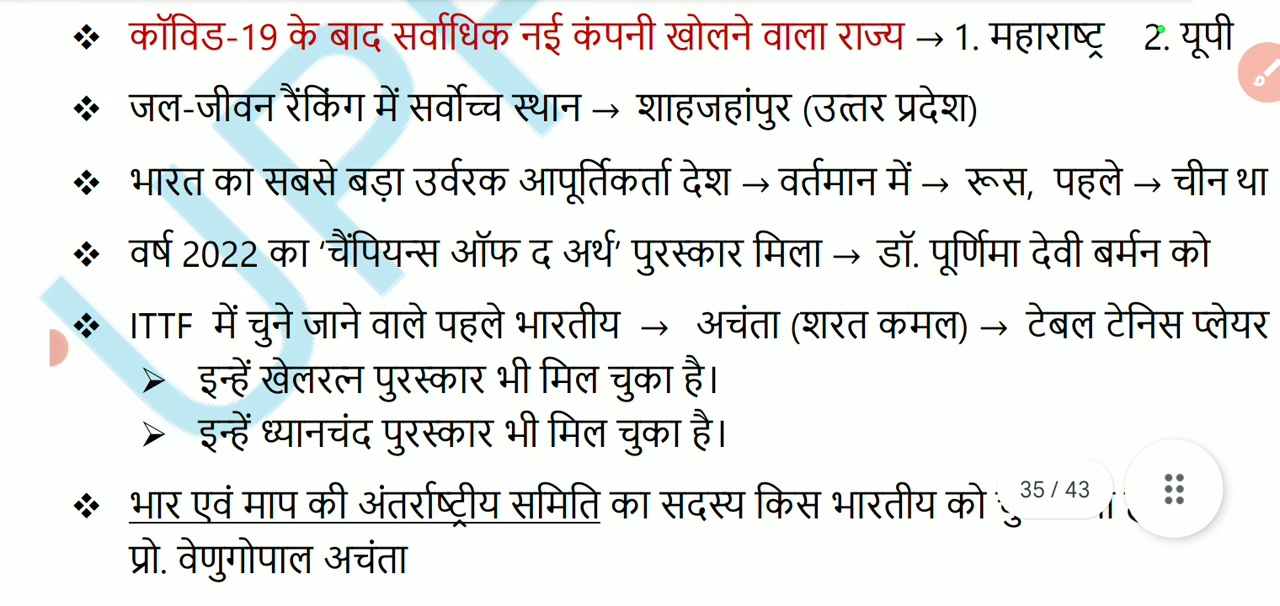 ❖ कॉविड-19 के बाद सर्वाधिक नई कंपनी खोलने वाला राज्य → 1. महाराष्ट्र 2. यूपी
❖ जल-जीवन रैंकिंग में सर्वोच्च स्थान → शाहजहांपुर (उत्तर प्रदेश)
❖ भारत का सबसे बड़ा उर्वरक आपूर्तिकर्ता देश → वर्तमान में → रूस, पहले → चीन था
❖ वर्ष 2022 का ‘चैंपियन्स ऑफ द अर्थ’ पुरस्कार मिला → डॉ. पूर्णिमा देवी बर्मन को
❖ ITTF में चुने जाने वाले पहले भारतीय → अचंता (शरत कमल) → टेबल टेनिस प्लेयर
➢ इन्हें खेलरत्न पुरस्कार भी मिल चुका है।
➢ इन्हें ध्यानचंद पुरस्कार भी मिल चुका है।
❖ भार एवं माप की अंतर्राष्ट्रीय समिति का सदस्य किस भारतीय को
35 / 43
प्रो. वेणुगोपाल अचंता